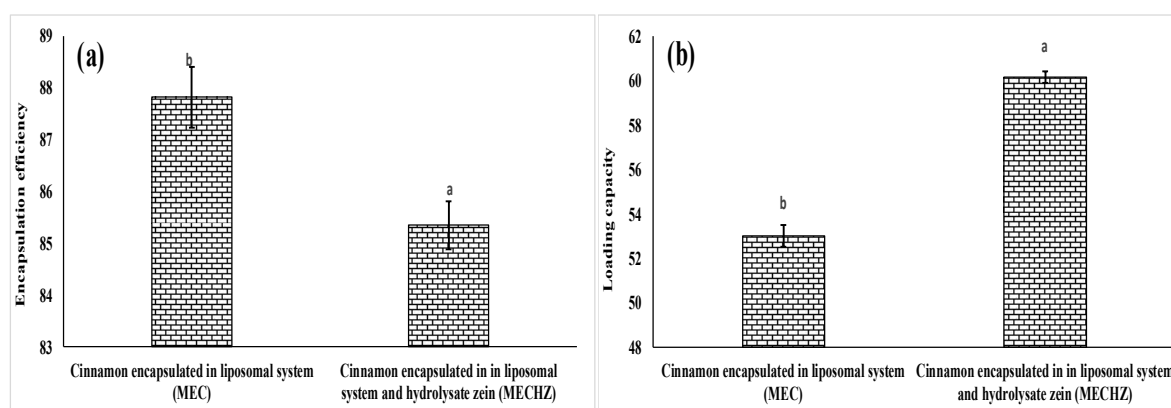 (a)
Encapsulation efficiency
89
88
87
86
85
84
83
b
a
Cinnamon encapsulated in liposomal system
(MEC)
Cinnamon encapsulated in in liposomal
system and hydrolysate zein (MECHZ)
(b)
Loading capacity
62
60
58
56
54
52
50
48
b
a
Cinnamon encapsulated in liposomal system
(MEC)
Cinnamon encapsulated in in liposomal system
and hydrolysate zein (MECHZ)